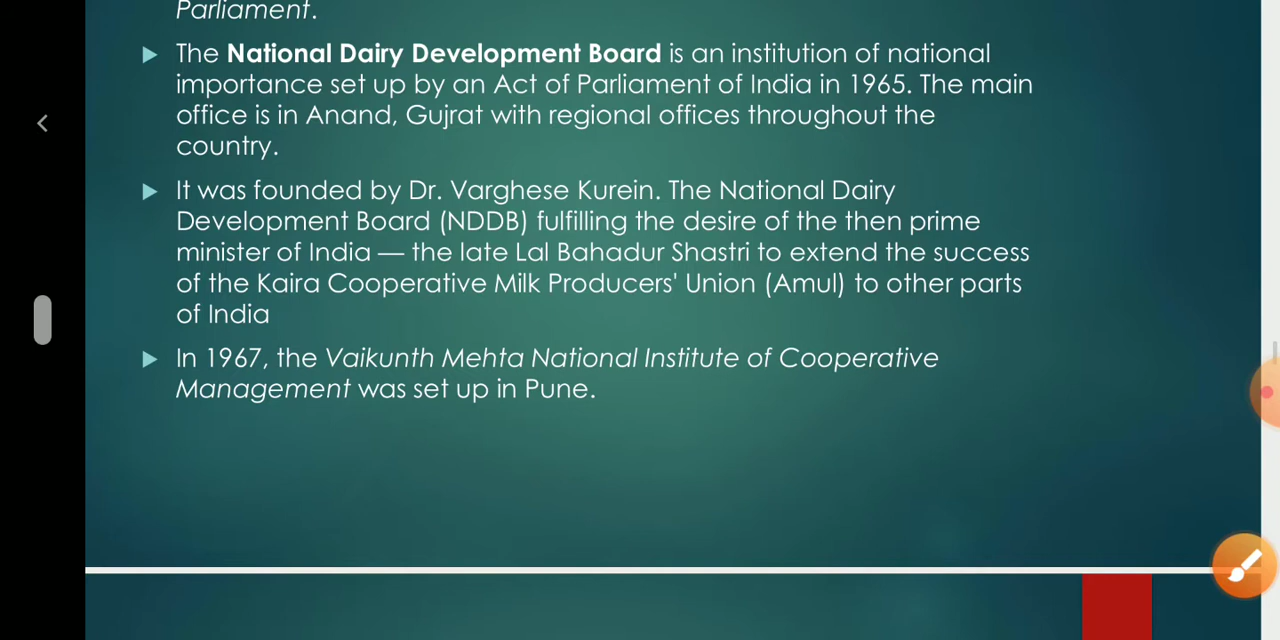 Parliament.
The National Dairy Development Board is an institution of national
importance set up by an Act of Parliament of India in 1965. The main
office is in Anand, Gujrat with regional offices throughout the
country.
It was founded by Dr. Varghese Kurein. The National Dairy
Development Board (NDDB) fulfilling the desire of the then prime
minister of India — the late Lal Bahadur Shastri to extend the success
of the Kaira Cooperative Milk Producers' Union (Amul) to other parts
of India
In 1967, the Vaikunth Mehta National Institute of Cooperative
Management was set up in Pune.